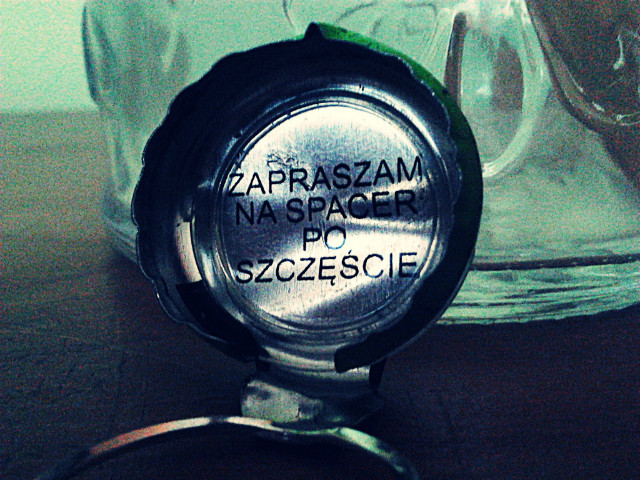 ZAPRASZAM
NA SPACER
PO
SZCZĘŚCIE